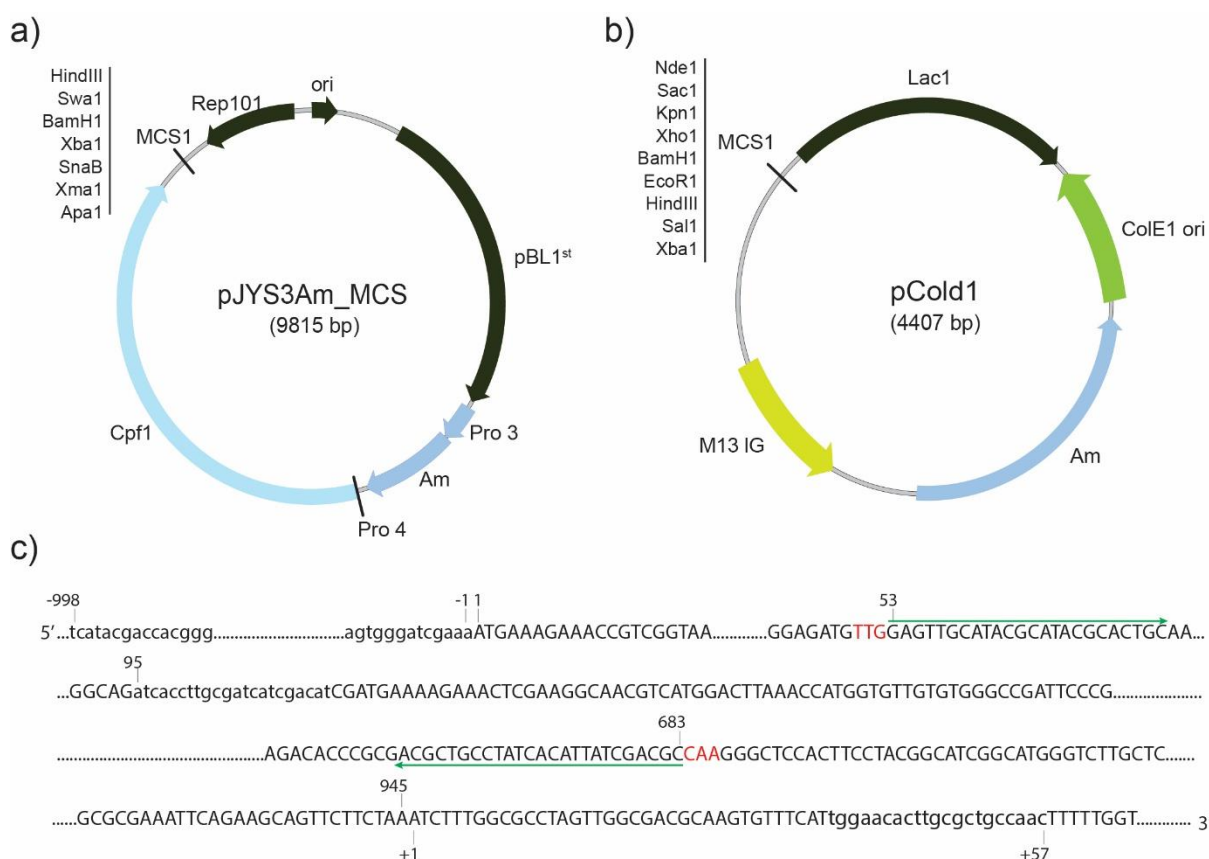 a)
HindIII
Swa1
BamH1
Xba1
SnaB
Xma1
Apa1
MCS1
Rep101
ori
pBL1st
pJYS3Am_MCS
(9815 bp)
Cpf1
Pro 3
Am
Pro 4
b)
Nde1
Sac1
Kpn1
Xho1
BamH1
EcoR1
HindIII
Sal1
Xba1
MCS1
Lac1
ColE1 ori
pCold1
(4407 bp)
M13 IG
Am
c)
-998 -1 1 53
5’...tcatacgaccacggg......................................agtgggatcgaaaATGAAAGAAACCGTCGGTAA...............GGAGATGTTGGAGTTGCATACGCATACGCACTGCAA...
95
...GGCAGatcaccttgcgatcatcgacatCGATGAAAAGAAACTCGAAGGCAACGTCATGGACTTAAACCATGGTGTTGTGTGGGCCGATTCCCG......................
683
..............................................AGACACCCGCGACGCTGCCTATCACATTATCGACGCCAAGGGGCTCCACTTCCTACGGCATCGGCATGGGTCTTGCTC
945
......GCGCGAAATTCAGAAGCAGTTCTTCTAAATCTTTGGCGCCTAGTTGGCGACGCAAGTGTTTCATtggaacacttgcgctgccaacTTTTTGGT............ 3
+1 +57